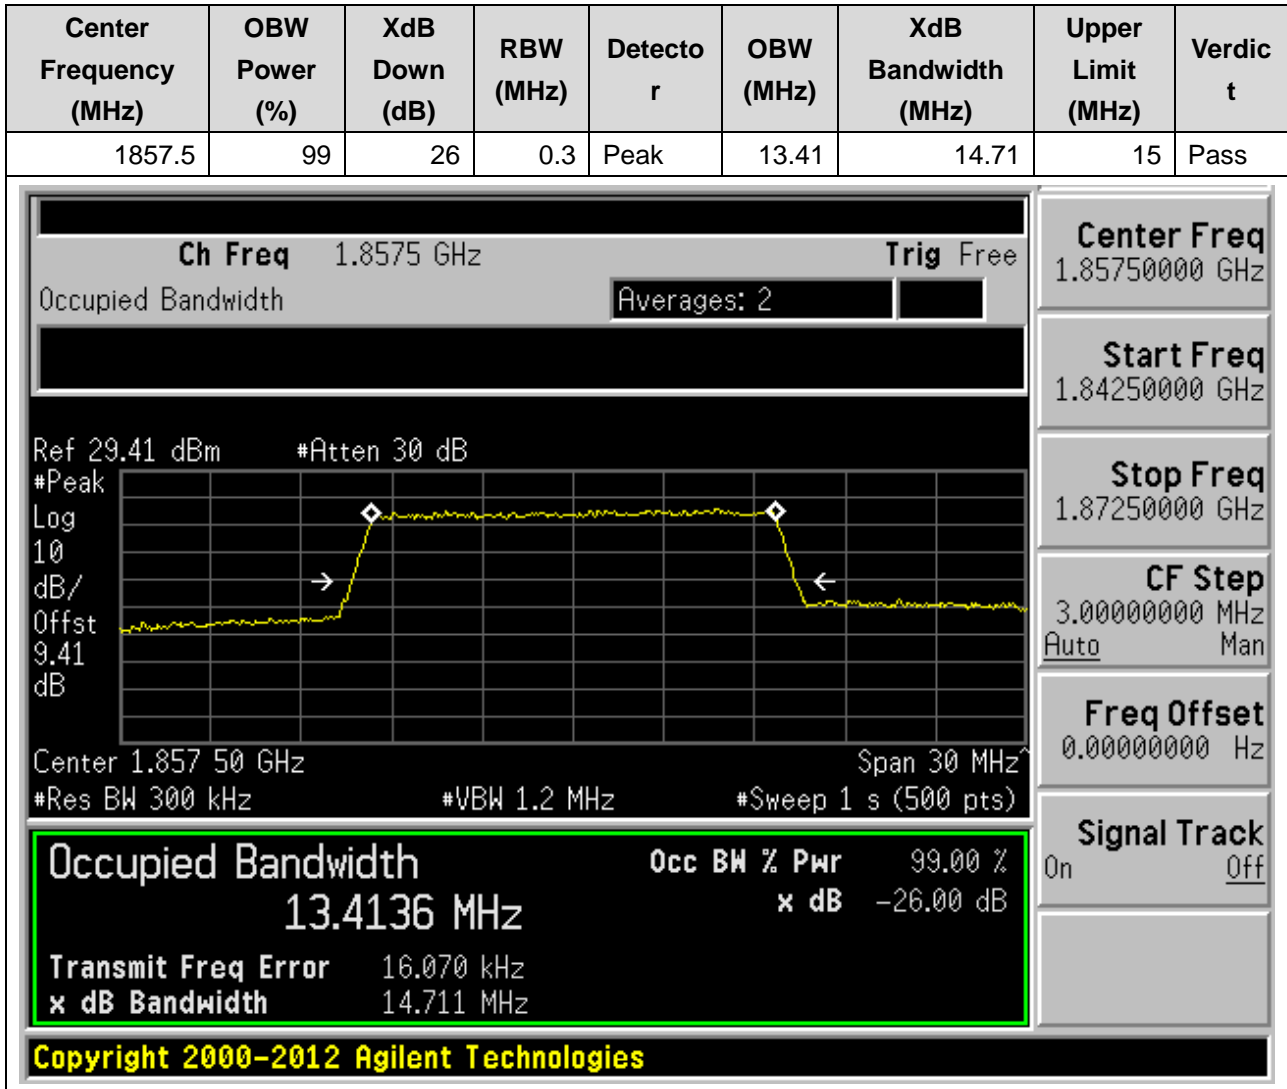 Center Frequency (MHz) OBW Power (%) XdB Down (dB) RBW (MHz) Detecto r OBW (MHz) XdB Bandwidth (MHz) Upper Limit (MHz) Verdic t
1857.5 99 26 0.3 Peak 13.41 14.71 15 Pass
Ch Freq 1.8575 GHz Trig Free
Occupied Bandwidth Averages: 2
Ref 29.41 dBm #Atten 30 dB
#Peak
Log
10
dB/
Offst
9.41
dB
Center 1.857 50 GHz Span 30 MHz^
#Res BW 300 kHz #VBW 1.2 MHz #Sweep 1 s (500 pts)
Occupied Bandwidth Occ BW % Pwr 99.00 %
13.4136 MHz x dB -26.00 dB
Transmit Freq Error 16.070 kHz
x dB Bandwidth 14.711 MHz
Copyright 2000-2012 Agilent Technologies
Center Freq
1.85750000 GHz
Start Freq
1.84250000 GHz
Stop Freq
1.87250000 GHz
CF Step
3.00000000 MHz
Auto Man
Freq Offset
0.00000000 Hz
Signal Track
On Off